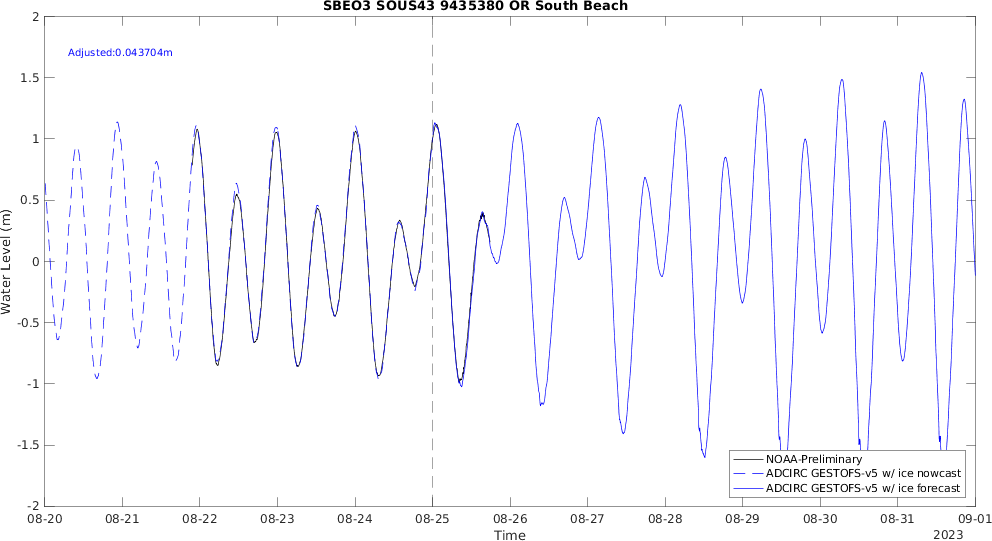 SBEO3 SOUS43 9435380 OR South Beach
2
Adjusted:0.043704m
1.5
1
0.5
0
-0.5
-1
-1.5
-2
Water Level (m)
NOAA-Preliminary
ADCIRC GESTOFS-v5 w/ ice nowcast
ADCIRC GESTOFS-v5 w/ ice forecast
08-20 08-21 08-22 08-23 08-24 08-25 08-26 08-27 08-28 08-29 08-30 08-31 09-01
Time
2023